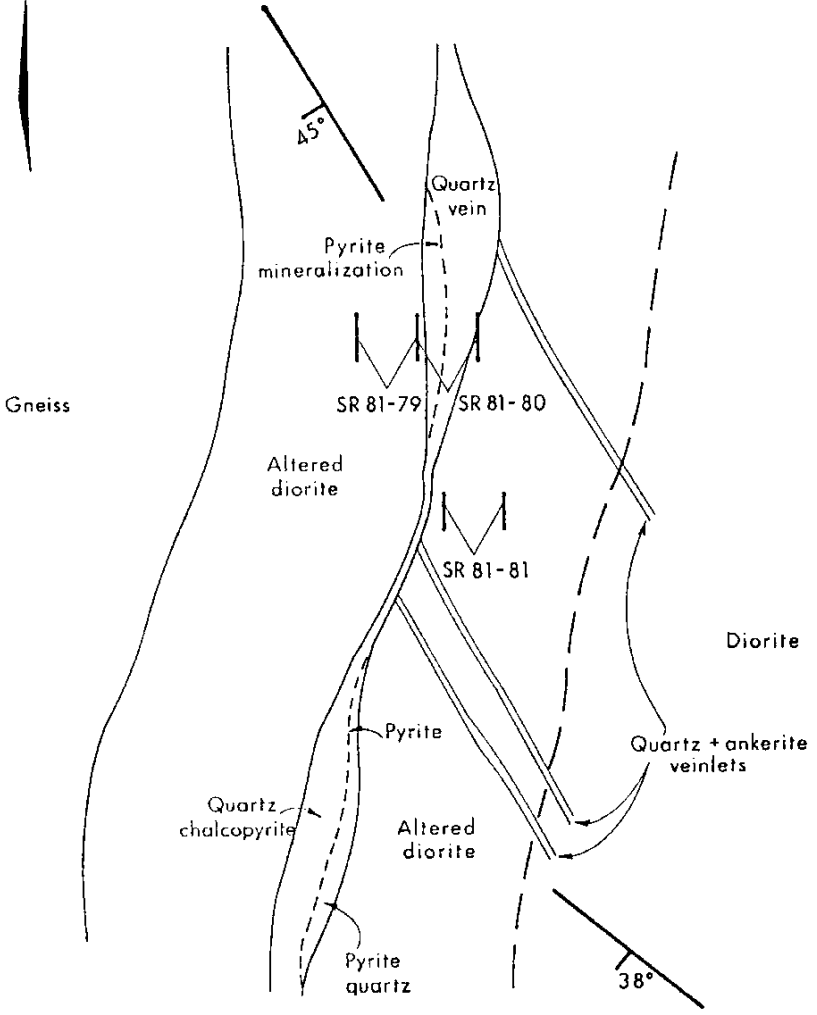 45°
Quartz
vein
Pyrite
mineralization
Gneiss
SR 81-79
SR 81-80
Altered
diorite
SR 81-81
Diorite
Pyrite
Quartz + ankerite
veinlets
Quartz
chalcopyrite
Altered
diorite
Pyrite
quartz
38°